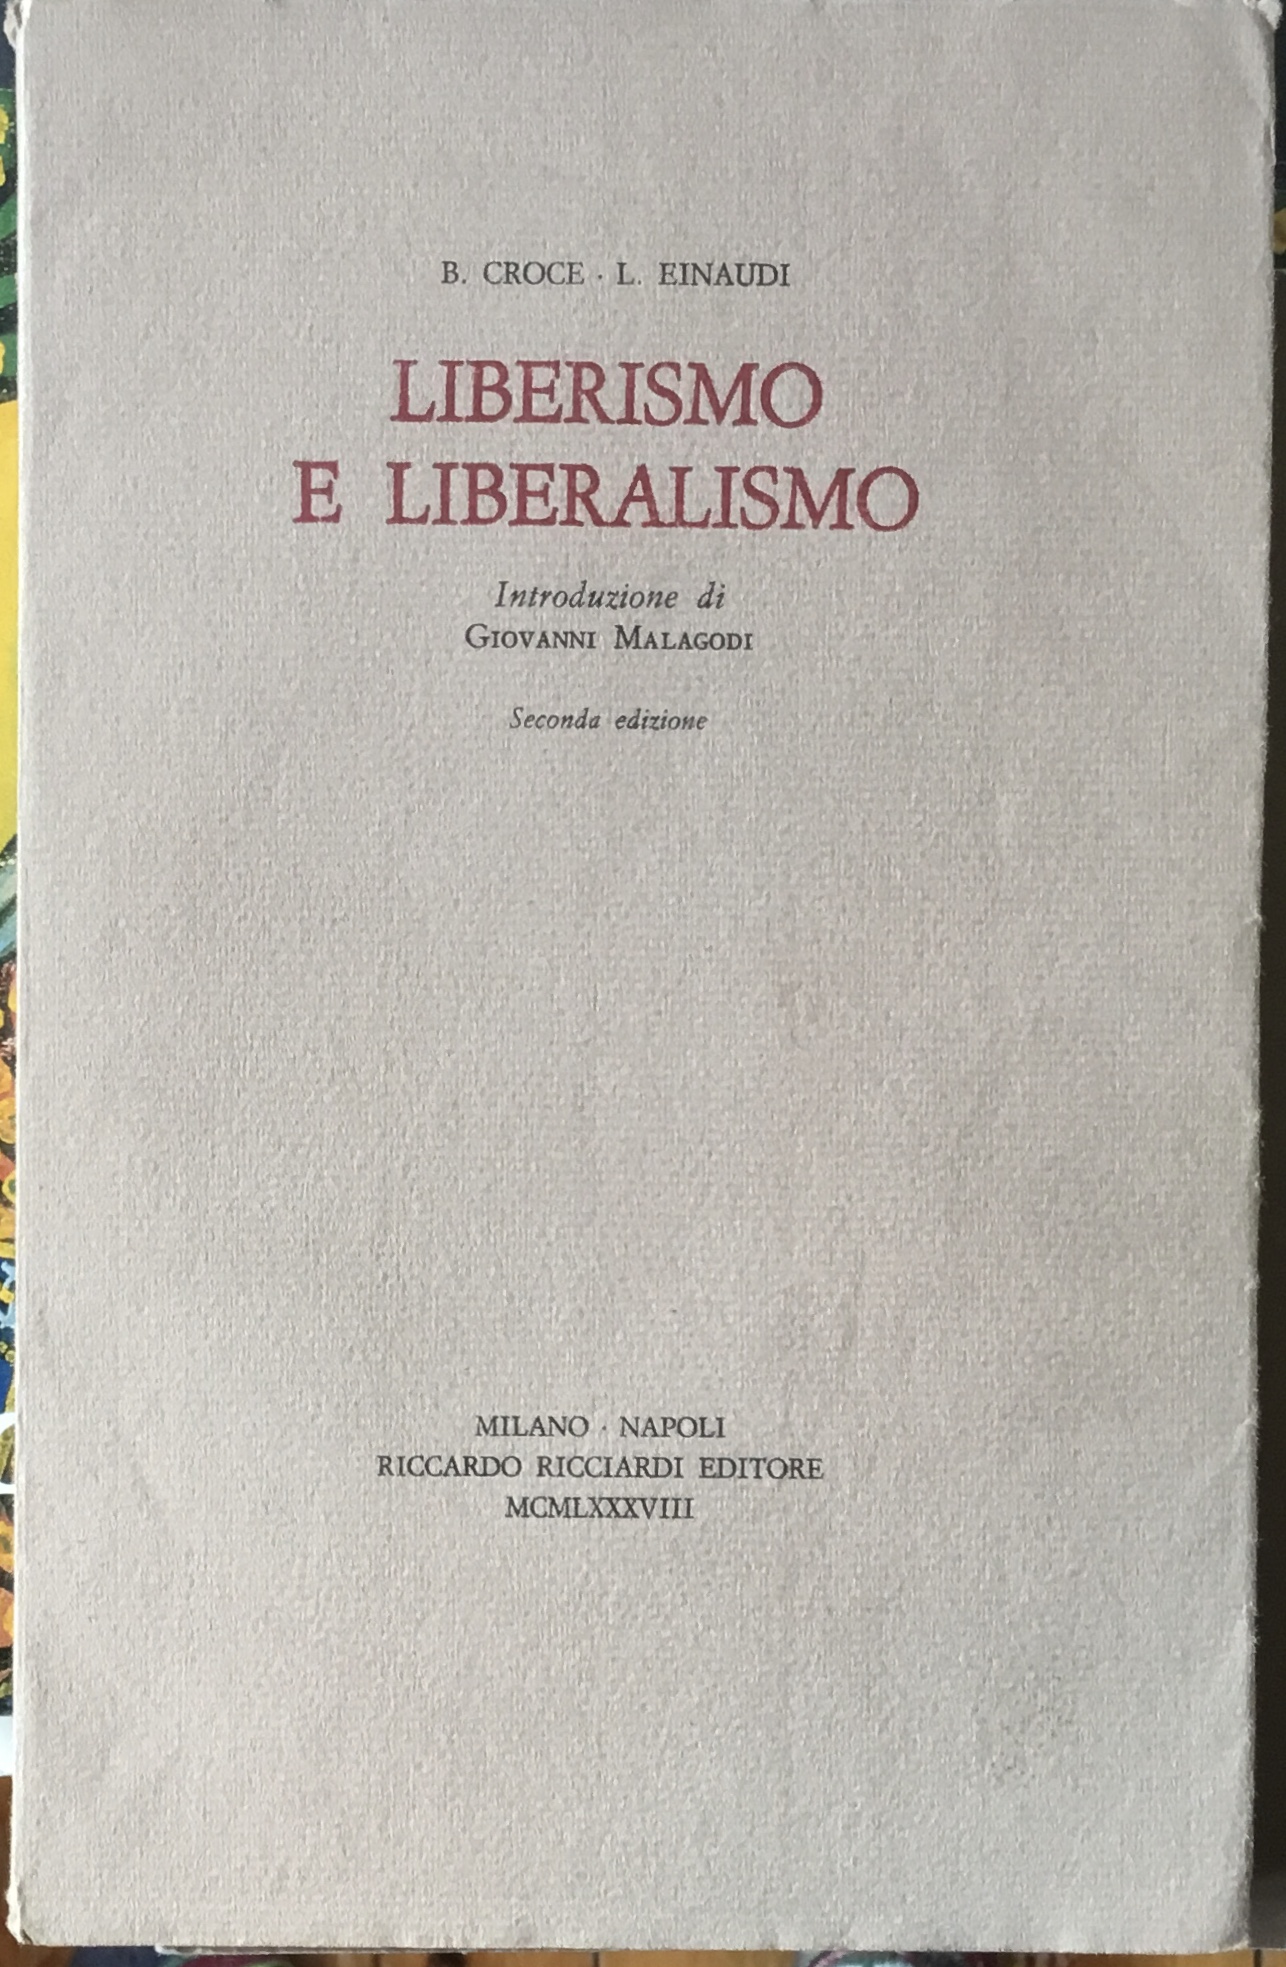 B. CROCE · L. EINAUDI
LIBERISMO
E LIBERALISMO
Introduzione di
GIOVANNI MALAGODI
Seconda edizione
MILANO · NAPOLI
RICCARDO RICCIARDI EDITORE
MCMLXXXVIII